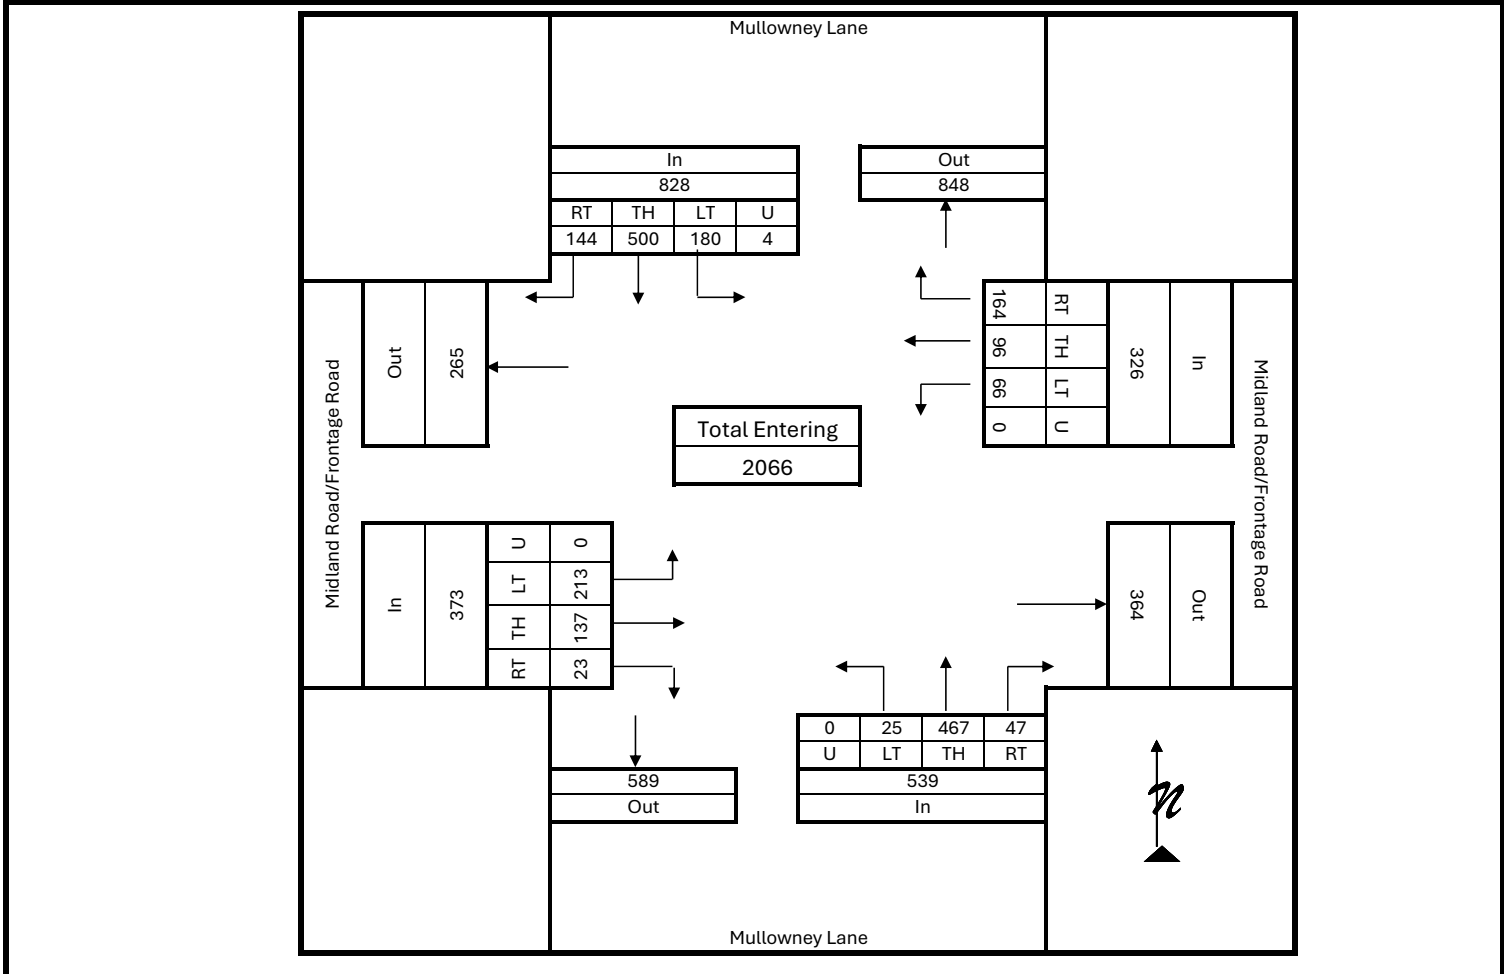 Mullowney Lane
In
828
RT TH LT U
144 500 180 4
Out
848
Midland Road/Frontage Road
Out
265
164 RT
96 TH
66 LT
0 U
326
In
Midland Road/Frontage Road
Total Entering
2066
In
373
U 0
LT 213
TH 137
RT 23
364
Out
589
Out
0 25 467 47
U LT TH RT
539
In
n
Mullowney Lane